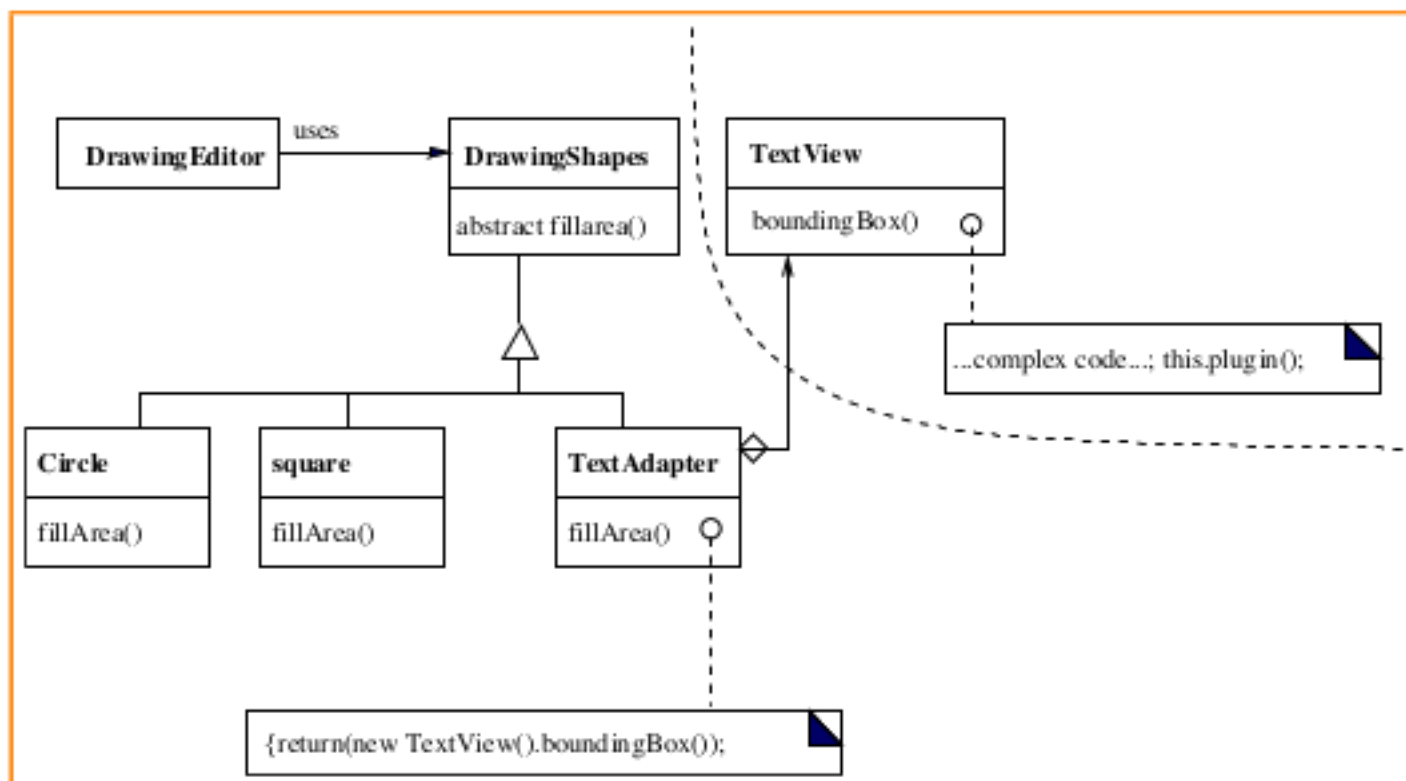 uses
DrawingEditor
DrawingShapes
TextView
abstract fillarea()
boundingBox()
...complex code...; this.plugin();
Circle
square
TextAdapter
fillArea()
fillArea()
fillArea()
{return(new TextView().boundingBox());